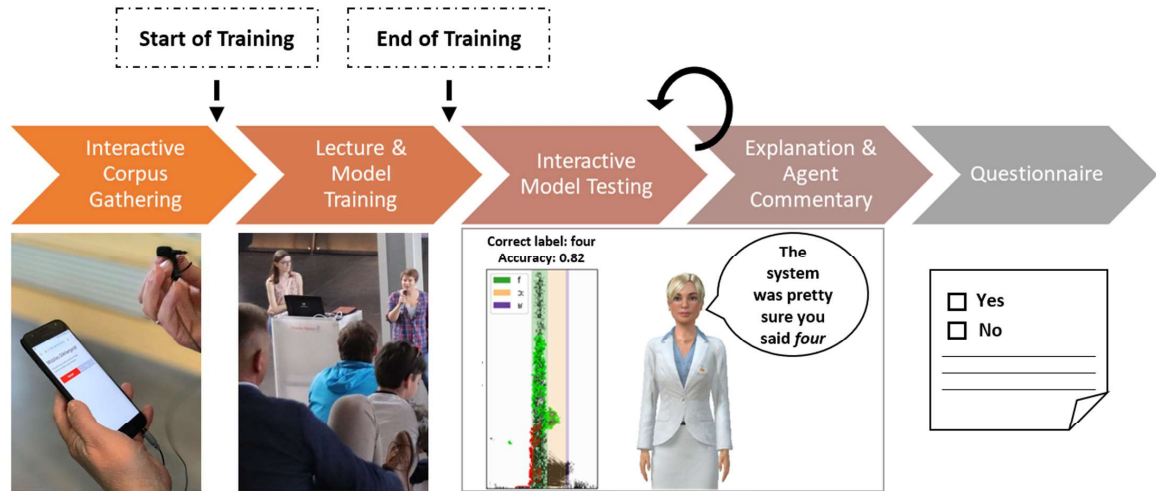 Start of Training
End of Training
Interactive
Corpus
Gathering
Lecture &
Model
Training
Interactive
Model Testing
Explanation &
Agent
Commentary
Questionnaire
Correct label: four
Accuracy: 0.82
f
The
system
was pretty
sure you
said four
Yes
No